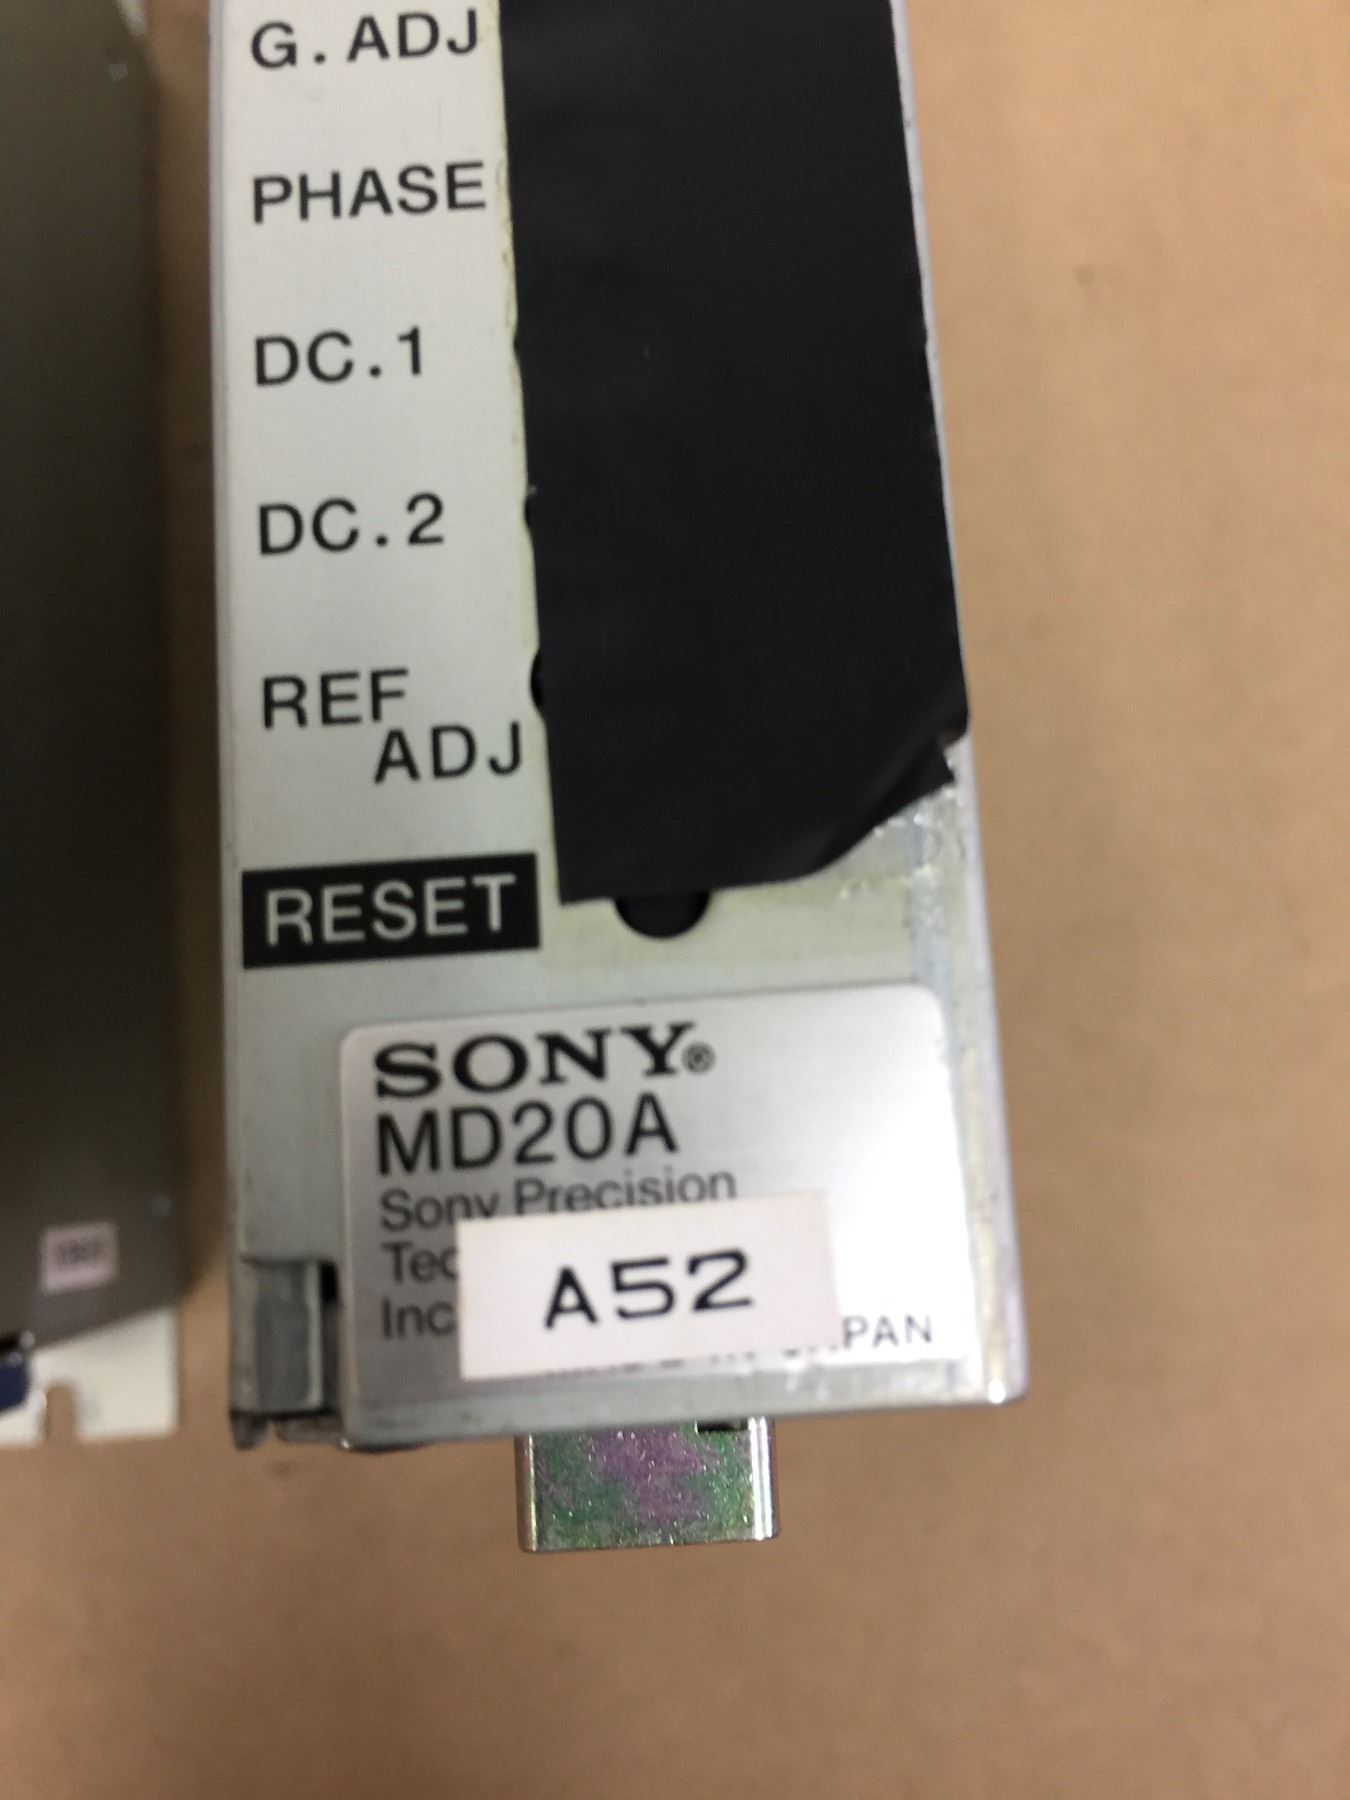 G. ADJ
PHASE
DC.1
DC.2
REF
ADJ
RESET
SONY®
MD20A
Sony Precision
Tec
Inc
A52
PAN